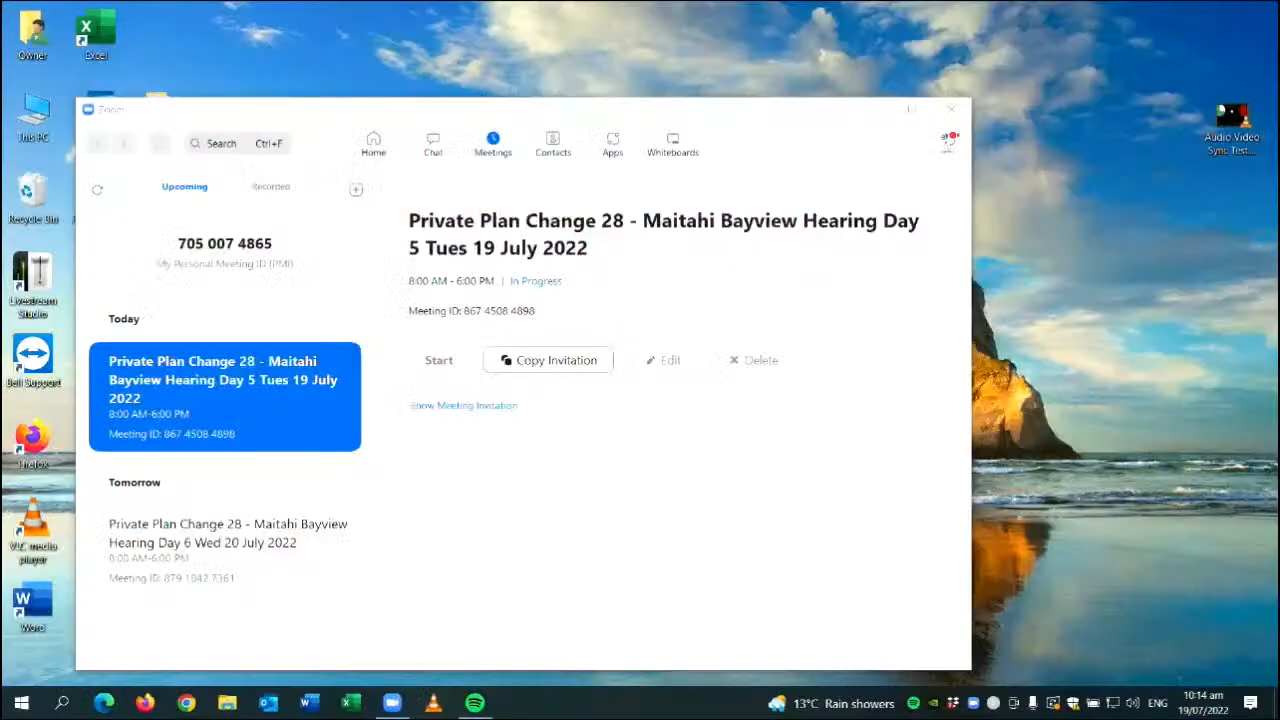 Owner
Excel
This PC
Recycle Bin
Livestream
Studio
Bell Support
Firefox
VLC media
player
Word
Audio Video
Sync Test...
Zoom
Search Ctrl+F
Home
Chat
Meetings
Contacts
Apps
Whiteboards
Upcoming
Recorded
705 007 4865
My Personal Meeting ID (PMI)
Today
Private Plan Change 28 - Maitahi
Bayview Hearing Day 5 Tues 19 July
2022
8:00 AM-6:00 PM
Meeting ID: 867 4508 4898
Tomorrow
Private Plan Change 28 - Maitahi Bayview
Hearing Day 6 Wed 20 July 2022
8:00 AM-6:00 PM
Meeting ID: 879 1042 7361
Private Plan Change 28 - Maitahi Bayview Hearing Day
5 Tues 19 July 2022
8:00 AM - 6:00 PM | In Progress
Meeting ID: 867 4508 4898
Start
Copy Invitation
Edit
Delete
Show Meeting Invitation
13°C Rain showers
ENG
10:14 am
19/07/2022